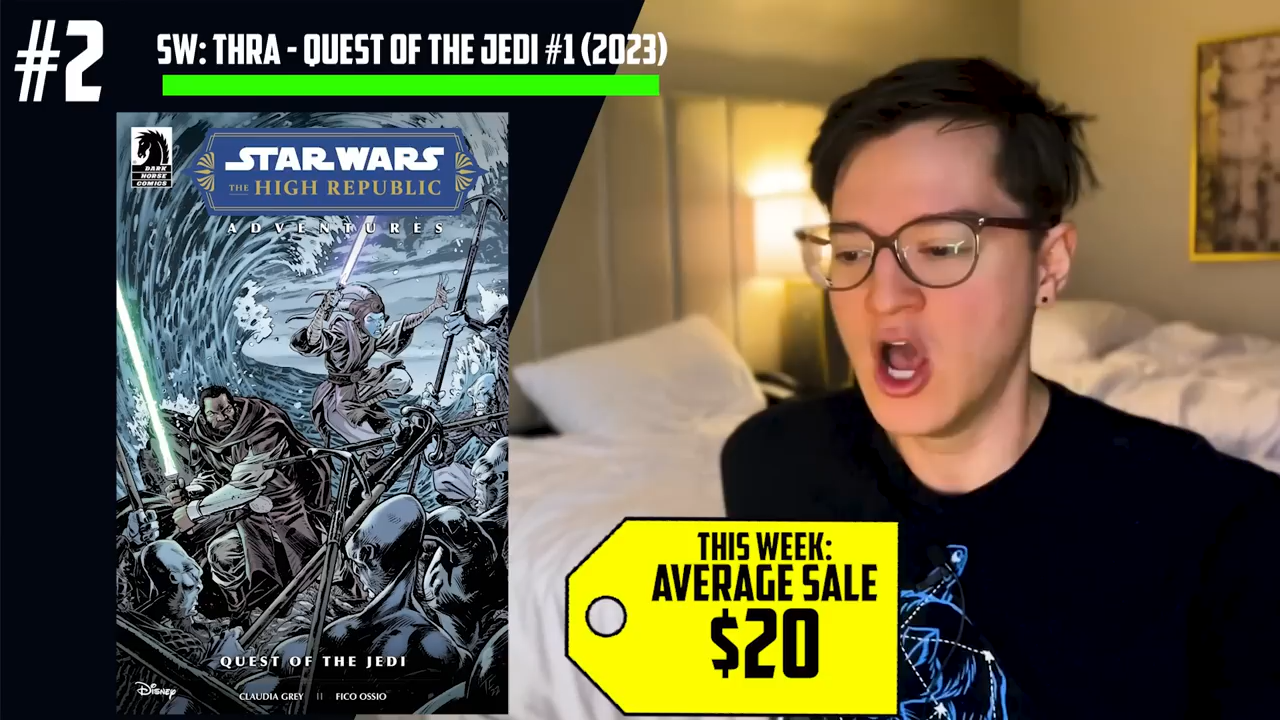 #2
SW: THRA - QUEST OF THE JEDI #1 (2023)
DARK
HORSE
COMICS
STAR WARS
THE HIGH REPUBLIC
ADVENTURES
QUEST OF THE JEDI
Disney
CLAUDIA GREY || FICO OSSIO
THIS WEEK:
AVERAGE SALE
$20